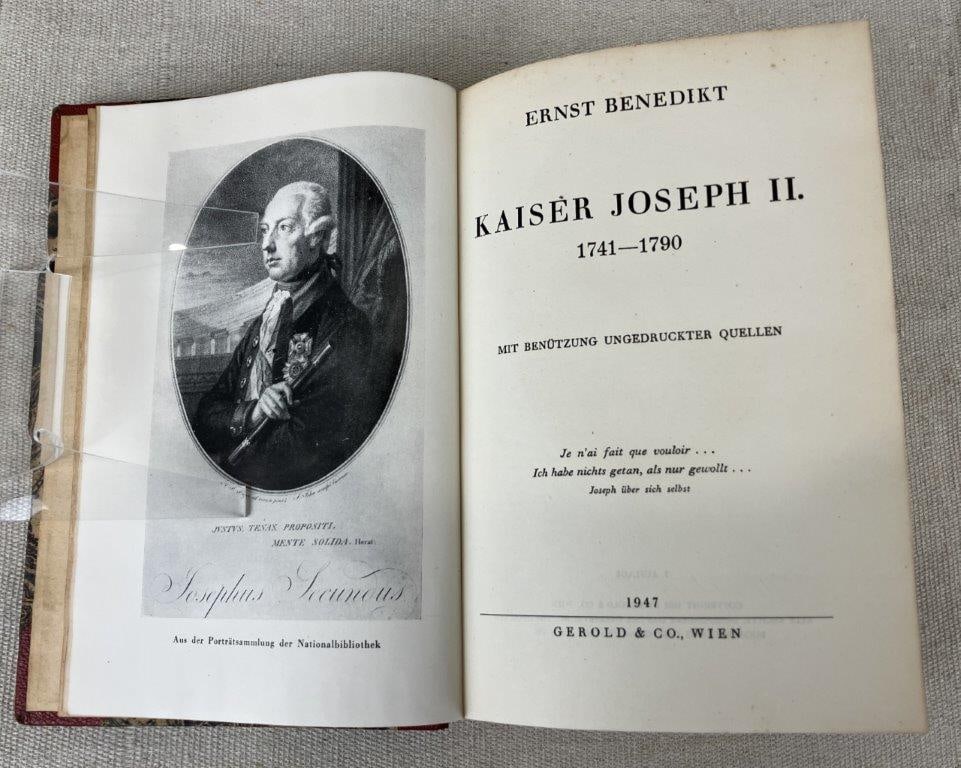 JVSTVS, TENAX PROPOSITI,
MENTE SOLIDA. Horat:
Josephus Secundus
Aus der Porträtsammlung der Nationalbibliothek
ERNST BENEDIKT
KAISER JOSEPH II.
1741—1790
MIT BENÜTZUNG UNGEDRUCKTER QUELLEN
Je n'ai fait que vouloir . . .
Ich habe nichts getan, als nur gewollt . . .
Joseph über sich selbst
1947
GEROLD & CO., WIEN